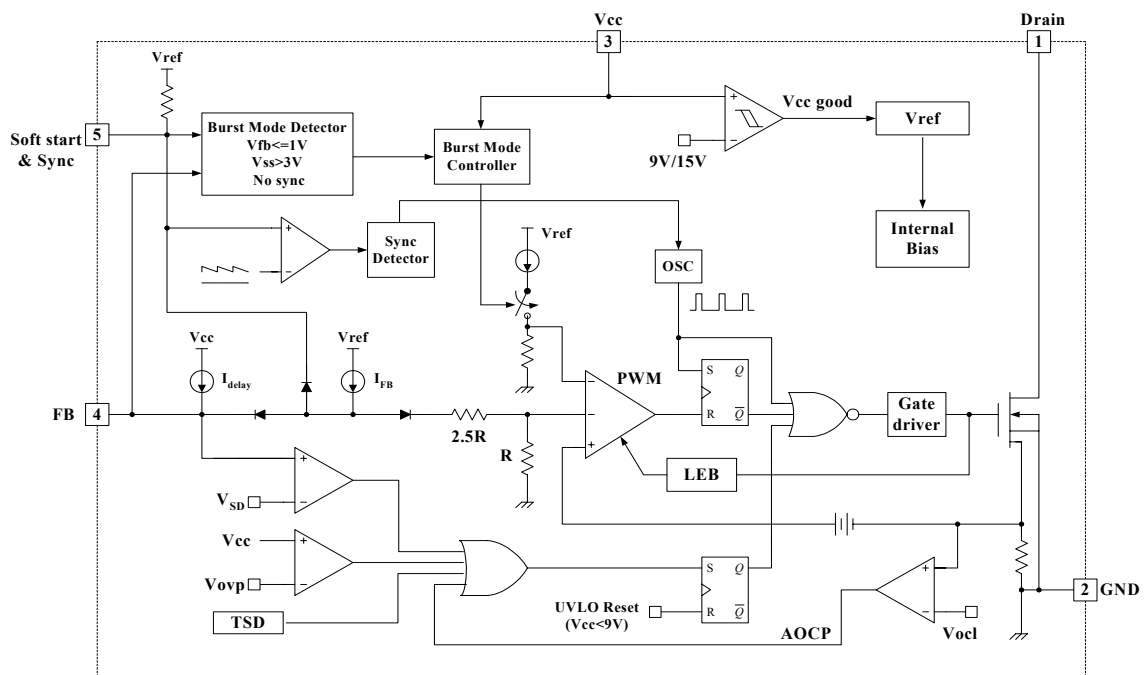 Vcc
3
Drain
1
Vref
Soft start
& Sync
5
Burst Mode Detector
Vfb<=1V
Vss>3V
No sync
Burst Mode
Controller
+
−
9V/15V
Vcc good
Vref
Internal
Bias
+
−
Sync
Detector
Vref
OSC
Vcc
Idelay
Vref
IFB
FB
4
2.5R
R
−
−
+
PWM
S
Q
R
Q
Gate
driver
LEB
VSD
+
−
Vcc
Vovp
+
−
TSD
S
Q
R
Q
UVLO Reset
(Vcc<9V)
AOCP
+
−
Vocl
2
GND